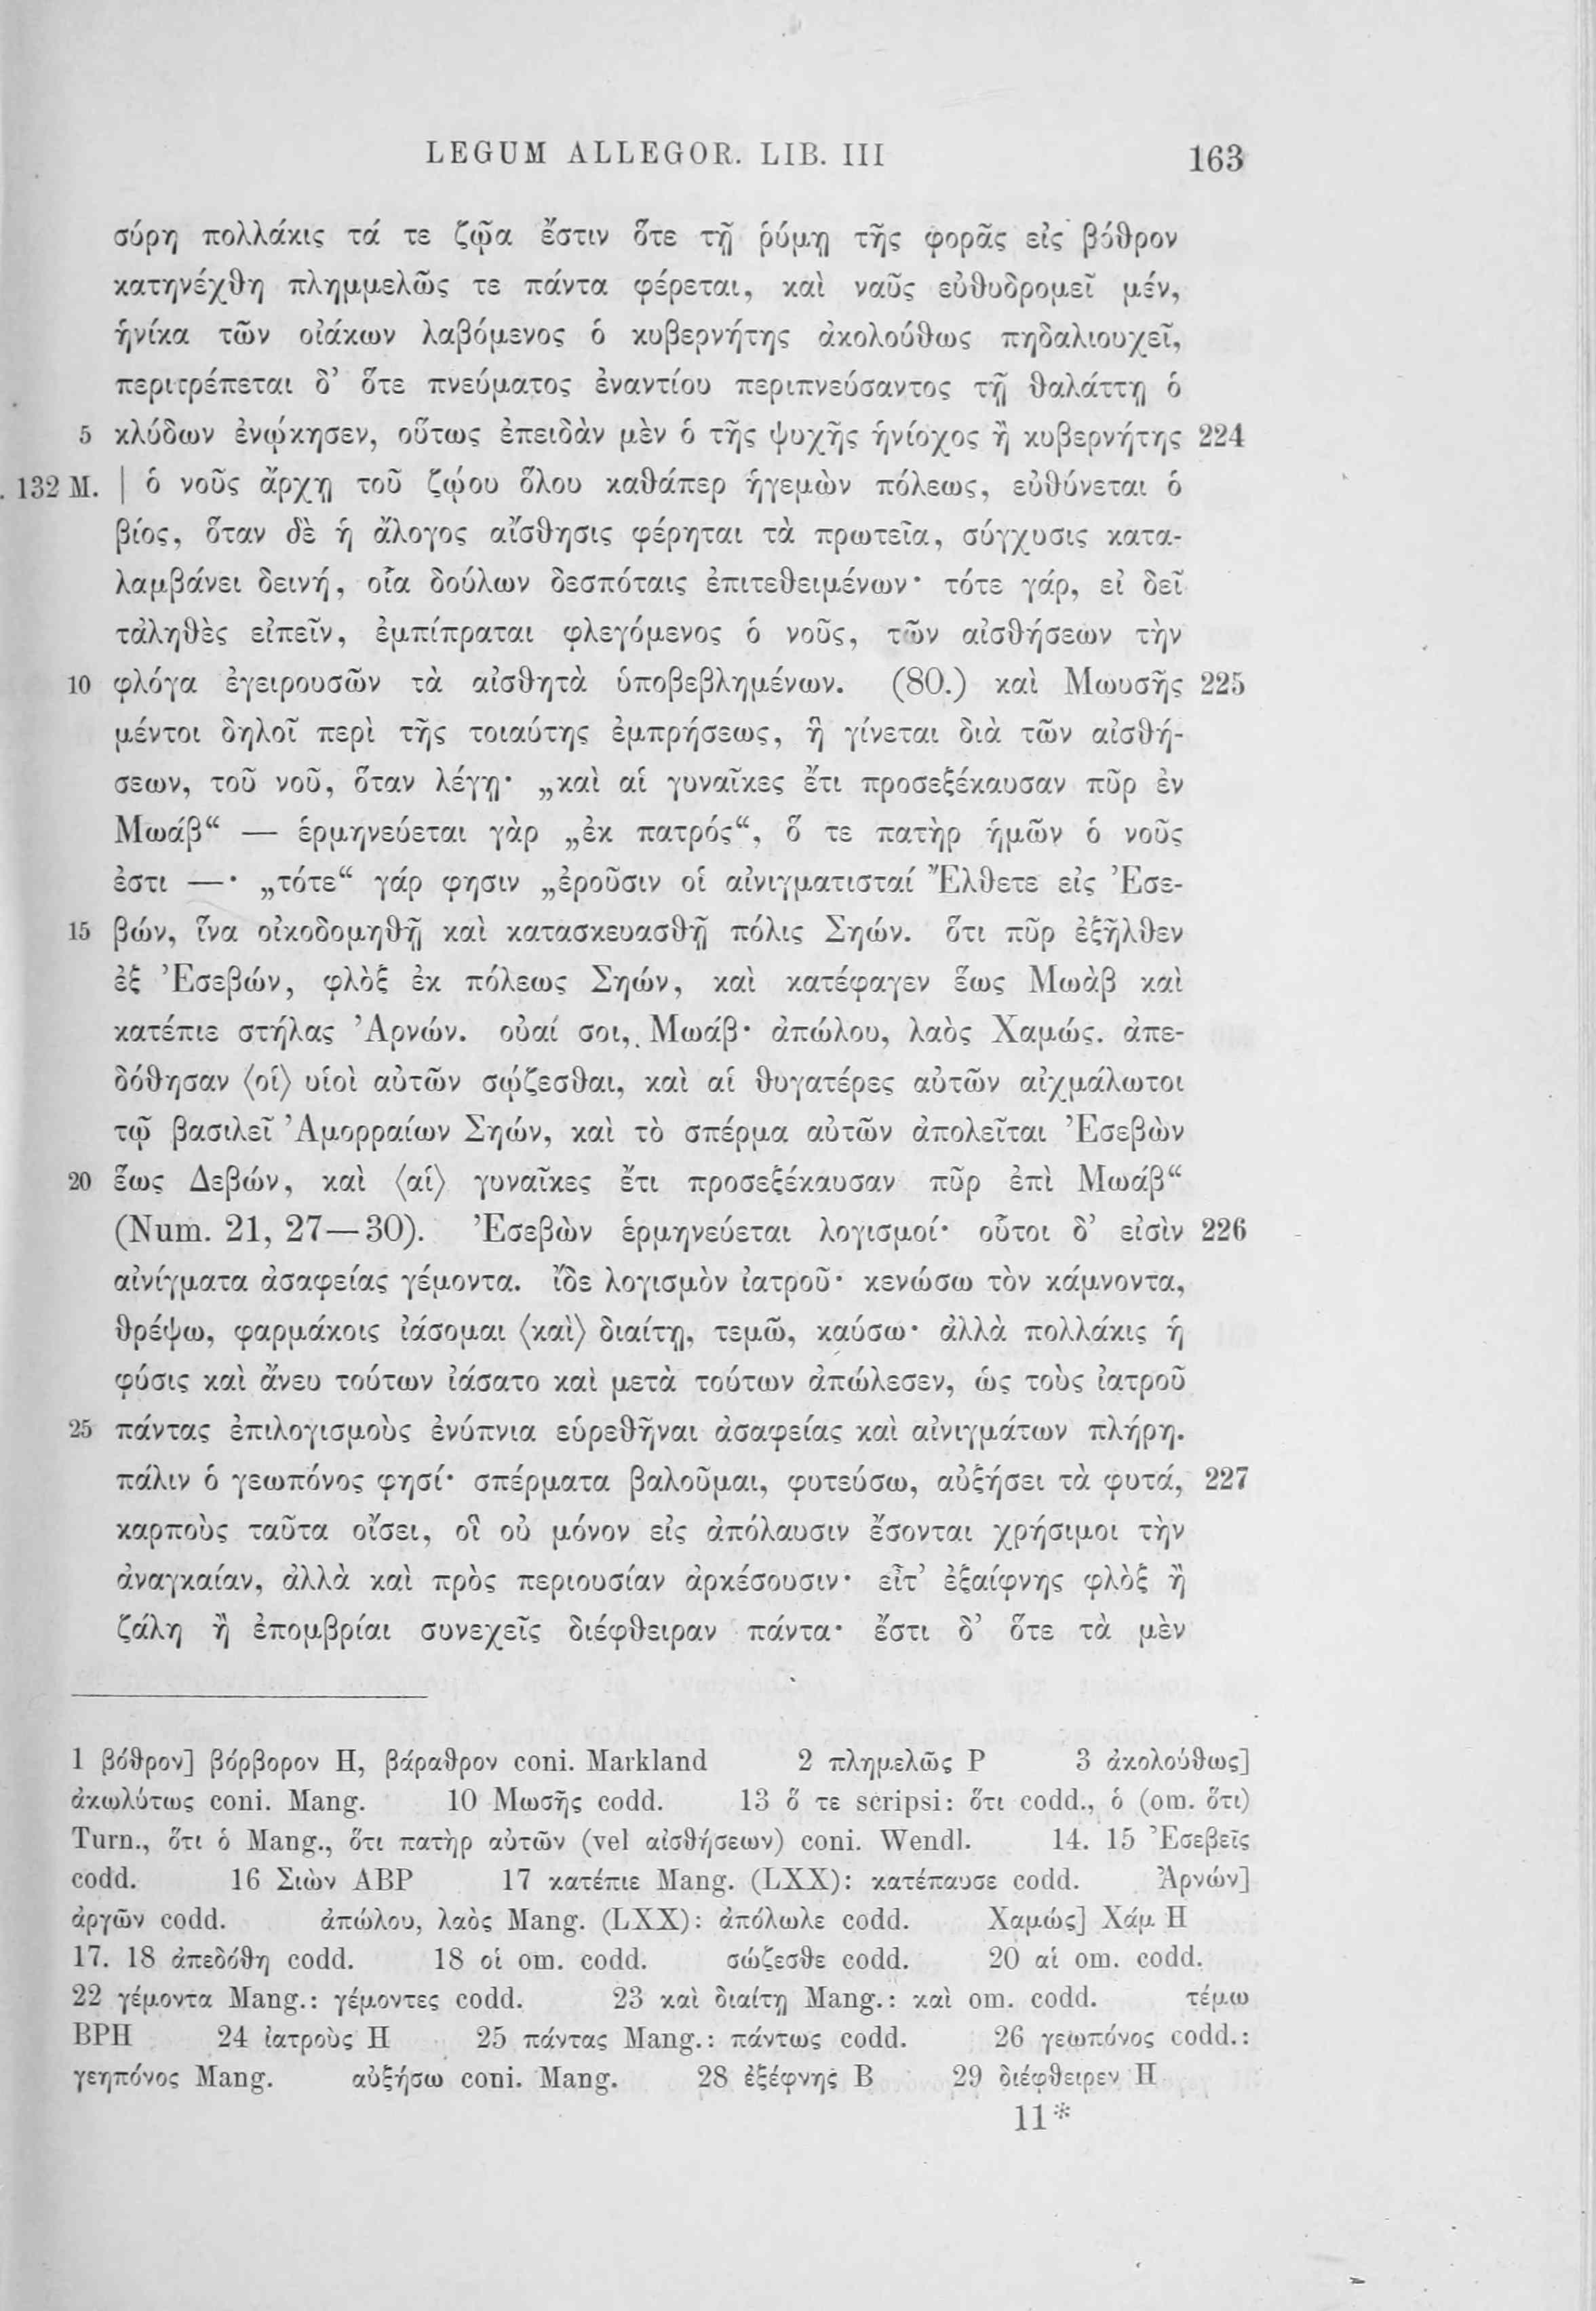 LEGUM ALLEGOR. LIB. III 163
σύρῃ πολλάκις τά τε ζῷα ἔστιν ὅτε τῇ ῥύμῃ τῆς φορᾶς εἰς βόθρον
κατηνέχθη πλημμελῶς τε πάντα φέρεται, καὶ ναῦς εὐθυδρομεῖ μέν,
ἡνίκα τῶν οἰάκων λαβόμενος ὁ κυβερνήτης ἀκολούθως πηδαλιουχεῖ,
περιτρέπεται δ’ ὅτε πνεύματος ἐναντίου περιπνεύσαντος τῇ θαλάττῃ ὁ
5 κλύδων ἐνῴκησεν, οὕτως ἐπειδὰν μὲν ὁ τῆς ψυχῆς ἡνίοχος ἢ κυβερνήτης 224
. 132 M. | ὁ νοῦς ἄρχῃ τοῦ ζῴου ὅλου καθάπερ ἡγεμὼν πόλεως, εὐθύνεται ὁ
βίος, ὅταν δὲ ἡ ἄλογος αἴσθησις φέρηται τὰ πρωτεῖα, σύγχυσις κατα-
λαμβάνει δεινή, οἷα δούλων δεσπόταις ἐπιτεθειμένων· τότε γάρ, εἰ δεῖ
τἀληθὲς εἰπεῖν, ἐμπίπραται φλεγόμενος ὁ νοῦς, τῶν αἰσθήσεων τὴν
10 φλόγα ἐγειρουσῶν τὰ αἰσθητὰ ὑποβεβλημένων. (80.) καὶ Μωυσῆς 225
μέντοι δηλοῖ περὶ τῆς τοιαύτης ἐμπρήσεως, ἣ γίνεται διὰ τῶν αἰσθή-
σεων, τοῦ νοῦ, ὅταν λέγῃ· „καὶ αἱ γυναῖκες ἔτι προσεξέκαυσαν πῦρ ἐν
Μωάβ“ — ἑρμηνεύεται γὰρ „ἐκ πατρός“, ὅ τε πατὴρ ἡμῶν ὁ νοῦς
ἐστι —· „τότε“ γάρ φησιν „ἐροῦσιν οἱ αἰνιγματισταί Ἔλθετε εἰς Ἐσε-
15 βών, ἵνα οἰκοδομηθῇ καὶ κατασκευασθῇ πόλις Σηών. ὅτι πῦρ ἐξῆλθεν
ἐξ Ἐσεβών, φλὸξ ἐκ πόλεως Σηών, καὶ κατέφαγεν ἕως Μωὰβ καὶ
κατέπιε στήλας Ἀρνών. οὐαί σοι, Μωάβ· ἀπώλου, λαὸς Χαμώς. ἀπε-
δόθησαν ⟨οἱ⟩ υἱοὶ αὐτῶν σῴζεσθαι, καὶ αἱ θυγατέρες αὐτῶν αἰχμάλωτοι
τῷ βασιλεῖ Ἀμορραίων Σηών, καὶ τὸ σπέρμα αὐτῶν ἀπολεῖται Ἐσεβὼν
20 ἕως Δεβών, καὶ ⟨αἱ⟩ γυναῖκες ἔτι προσεξέκαυσαν πῦρ ἐπὶ Μωάβ“
(Num. 21, 27—30). Ἐσεβὼν ἑρμηνεύεται λογισμοί· οὗτοι δ’ εἰσὶν 226
αἰνίγματα ἀσαφείας γέμοντα. ἴδε λογισμὸν ἰατροῦ· κενώσω τὸν κάμνοντα,
θρέψω, φαρμάκοις ἰάσομαι ⟨καὶ⟩ διαίτῃ, τεμῶ, καύσω· ἀλλὰ πολλάκις ἡ
φύσις καὶ ἄνευ τούτων ἰάσατο καὶ μετὰ τούτων ἀπώλεσεν, ὡς τοὺς ἰατροῦ
25 πάντας ἐπιλογισμοὺς ἐνύπνια εὑρεθῆναι ἀσαφείας καὶ αἰνιγμάτων πλήρη.
πάλιν ὁ γεωπόνος φησί· σπέρματα βαλοῦμαι, φυτεύσω, αὐξήσει τὰ φυτά, 227
καρποὺς ταῦτα οἴσει, οἳ οὐ μόνον εἰς ἀπόλαυσιν ἔσονται χρήσιμοι τὴν
ἀναγκαίαν, ἀλλὰ καὶ πρὸς περιουσίαν ἀρκέσουσιν· εἶτ’ ἐξαίφνης φλὸξ ἢ
ζάλη ἢ ἐπομβρίαι συνεχεῖς διέφθειραν πάντα· ἔστι δ’ ὅτε τὰ μὲν
1 βόθρον] βόρβορον H, βάραθρον coni. Markland 2 πλημελῶς P 3 ἀκολούθως]
ἀκωλύτως coni. Mang. 10 Μωσῆς codd. 13 ὅ τε scripsi: ὅτι codd., ὁ (om. ὅτι)
Turn., ὅτι ὁ Mang., ὅτι πατὴρ αὐτῶν (vel αἰσθήσεων) coni. Wendl. 14. 15 Ἐσεβεῖς
codd. 16 Σιὼν ABP 17 κατέπιε Mang. (LXX): κατέπαυσε codd. Ἀρνών]
ἀργῶν codd. ἀπώλου, λαὸς Mang. (LXX): ἀπόλωλε codd. Χαμώς] Χάμ H
17. 18 ἀπεδόθη codd. 18 οἱ om. codd. σώζεσθε codd. 20 αἱ om. codd.
22 γέμοντα Mang.: γέμοντες codd. 23 καὶ διαίτῃ Mang.: καὶ om. codd. τέμω
BPH 24 ἰατροὺς H 25 πάντας Mang.: πάντως codd. 26 γεωπόνος codd.:
γεηπόνος Mang. αὐξήσω coni. Mang. 28 ἐξέφνης B 29 διέφθειρεν H
11*